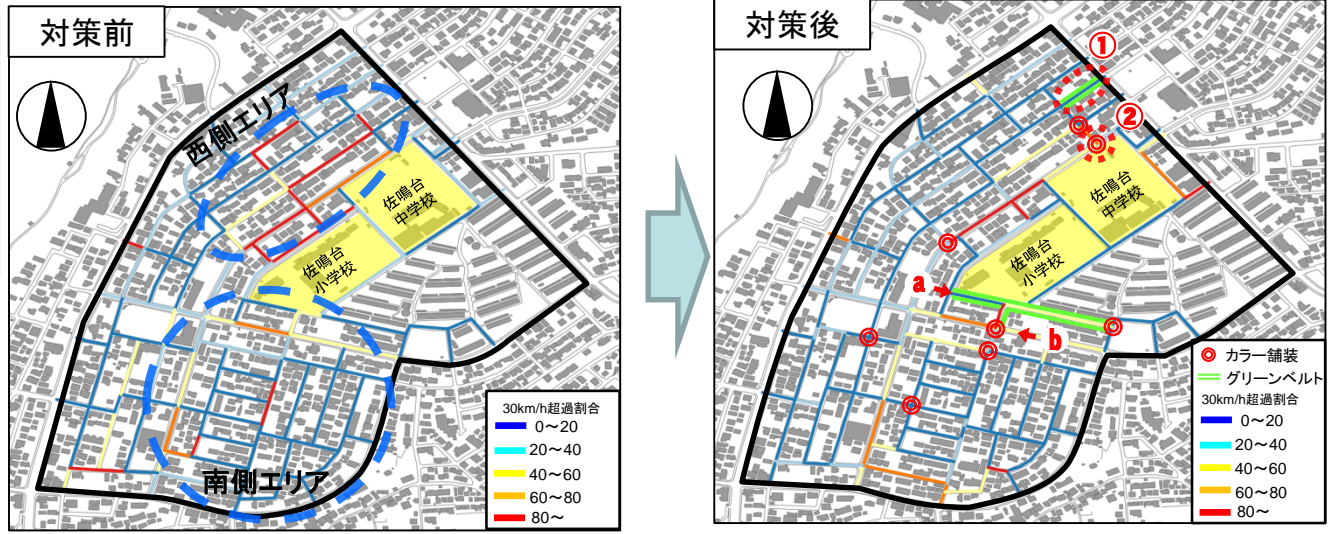 対策前
西側エリア
佐鳴台
中学校
佐鳴台
小学校
南側エリア
30km/h超過割合
0～20
20～40
40～60
60～80
80～
対策後
①
②
佐鳴台
中学校
佐鳴台
小学校
a
b
カラー舗装
グリーンベルト
30km/h超過割合
0～20
20～40
40～60
60～80
80～